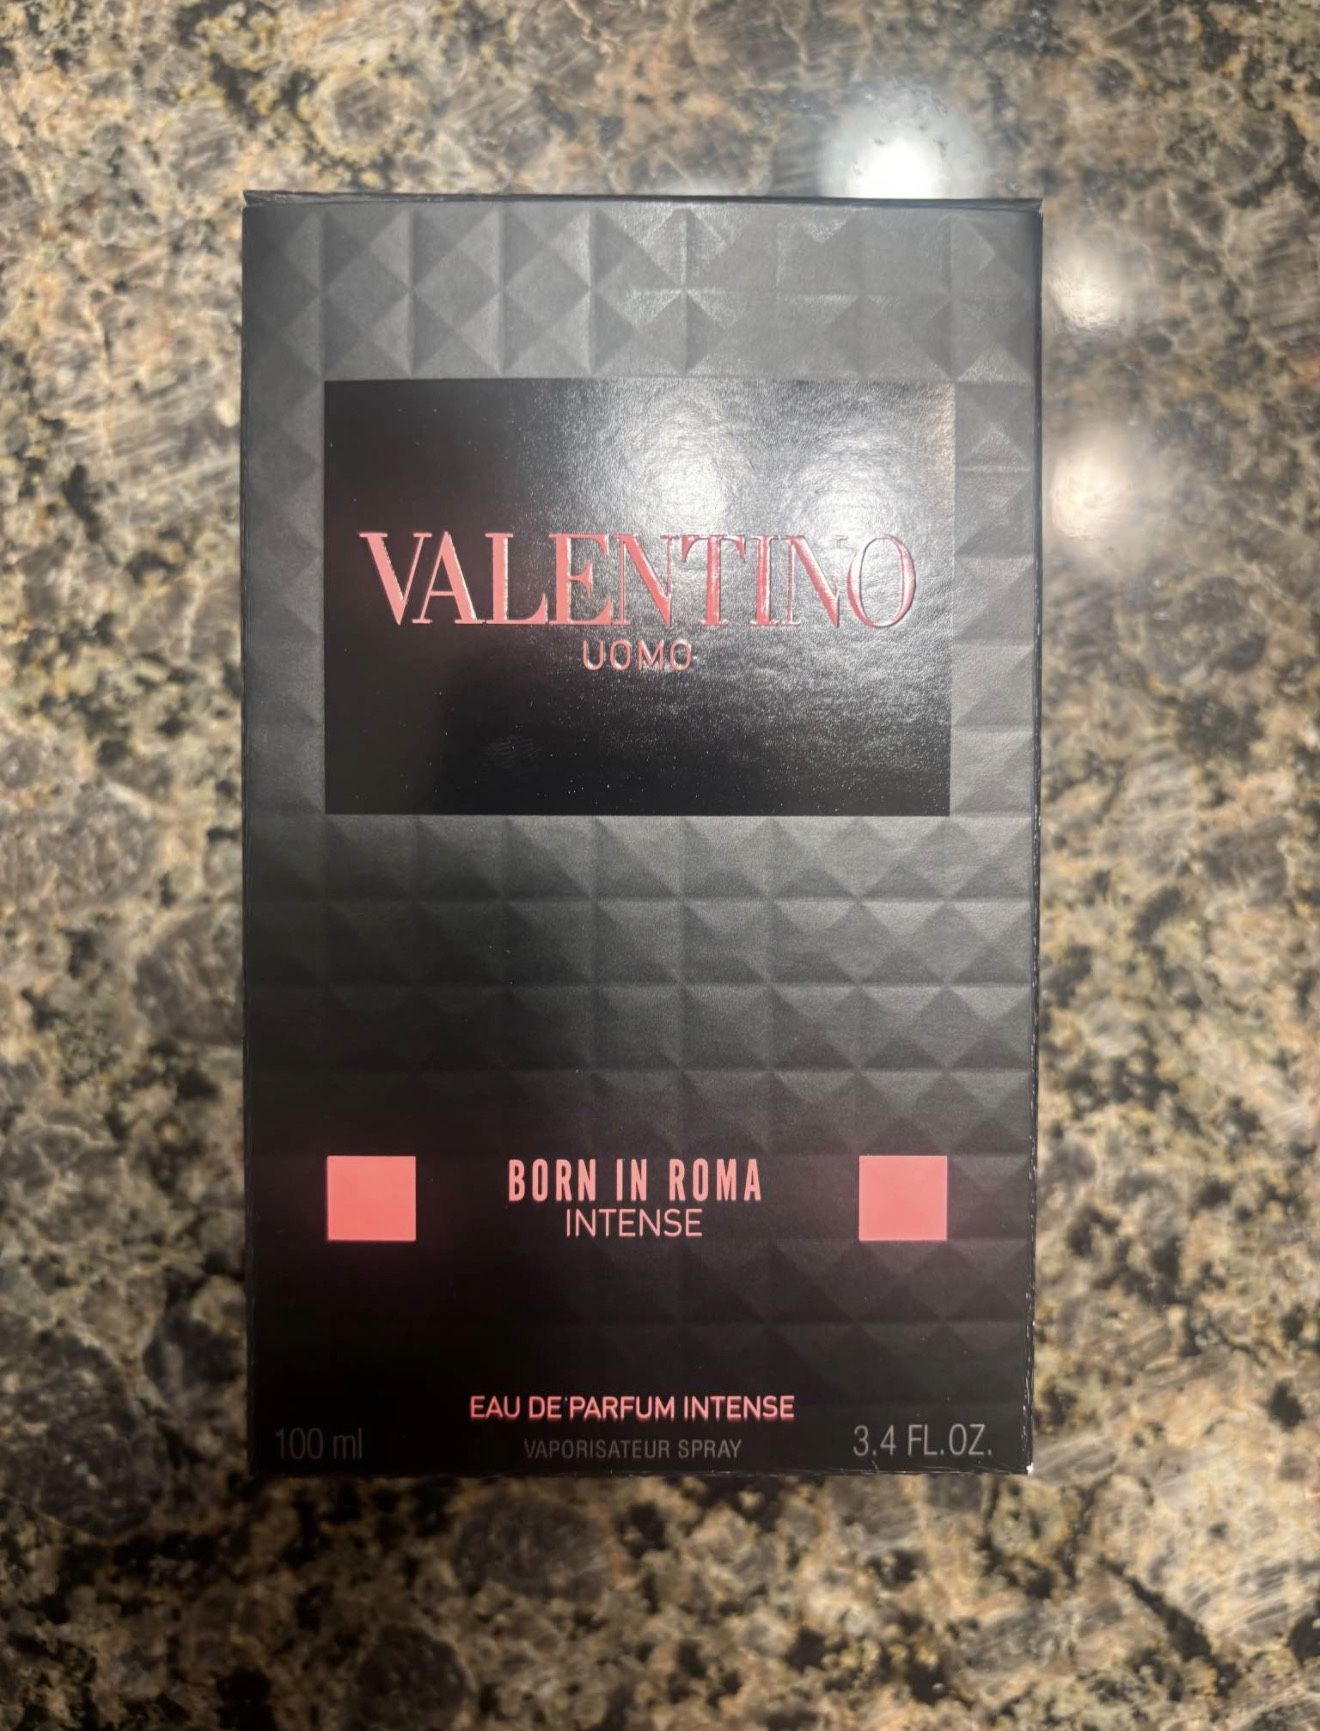 VALENTINO
UOMO
BORN IN ROMA
INTENSE
EAU DE PARFUM INTENSE
100 ml
VAPORISATEUR SPRAY
3.4 FL.OZ.